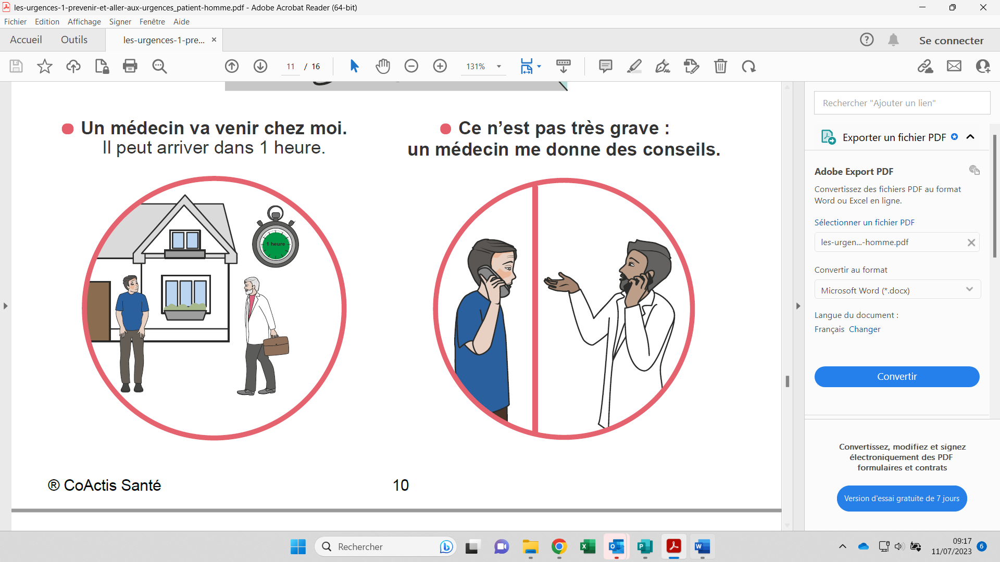 les-urgences-1-prevenir-et-aller-aux-urgences_patient-homme.pdf - Adobe Acrobat Reader (64-bit)
Fichier Edition Affichage Signer Fenêtre Aide
Accueil Outils les-urgences-1-pre... × Se connecter
11 / 16 131%
Un médecin va venir chez moi.
Il peut arriver dans 1 heure.
1 heure
Ce n’est pas très grave :
un médecin me donne des conseils.
® CoActis Santé 10
Rechercher "Ajouter un lien"
Exporter un fichier PDF
Adobe Export PDF
Convertissez des fichiers PDF au format
Word ou Excel en ligne.
Sélectionner un fichier PDF
les-urgen...-homme.pdf
Convertir au format
Microsoft Word (*.docx)
Langue du document :
Français Changer
Convertir
Convertissez, modifiez et signez
électroniquement des PDF
formulaires et contrats
Version d'essai gratuite de 7 jours
Rechercher
09:17
11/07/2023 6